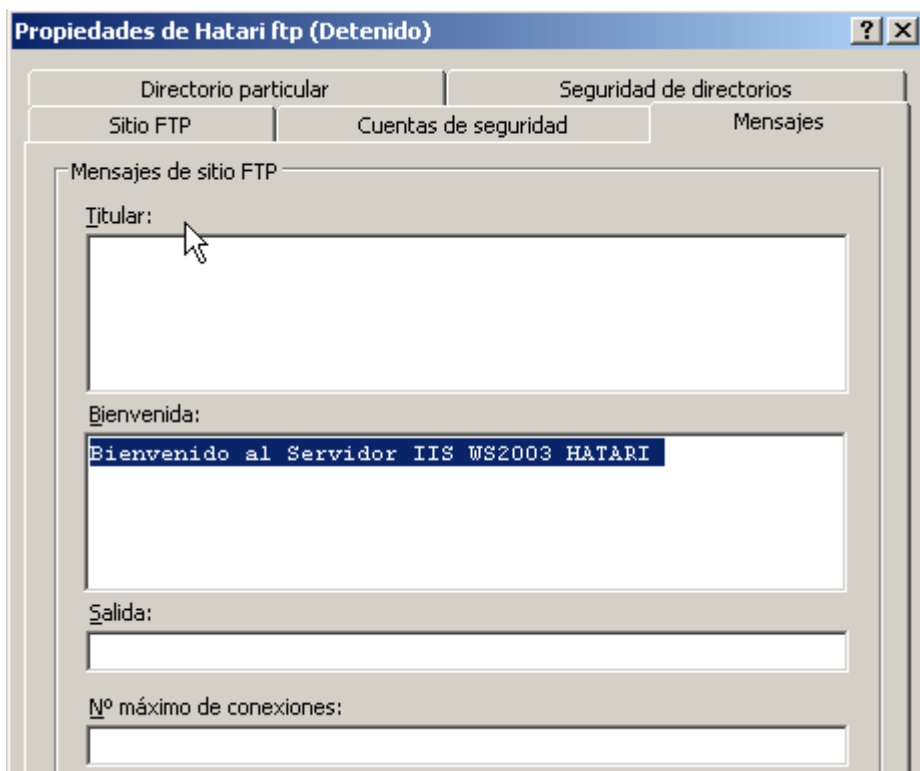 Propiedades de Hatari ftp (Detenido)
Directorio particular
Seguridad de directorios
Sitio FTP
Cuentas de seguridad
Mensajes
Mensajes de sitio FTP
Titular:
Bienvenida:
Bienvenido al Servidor IIS WS2003 HATARI
Salida:
Nº máximo de conexiones: